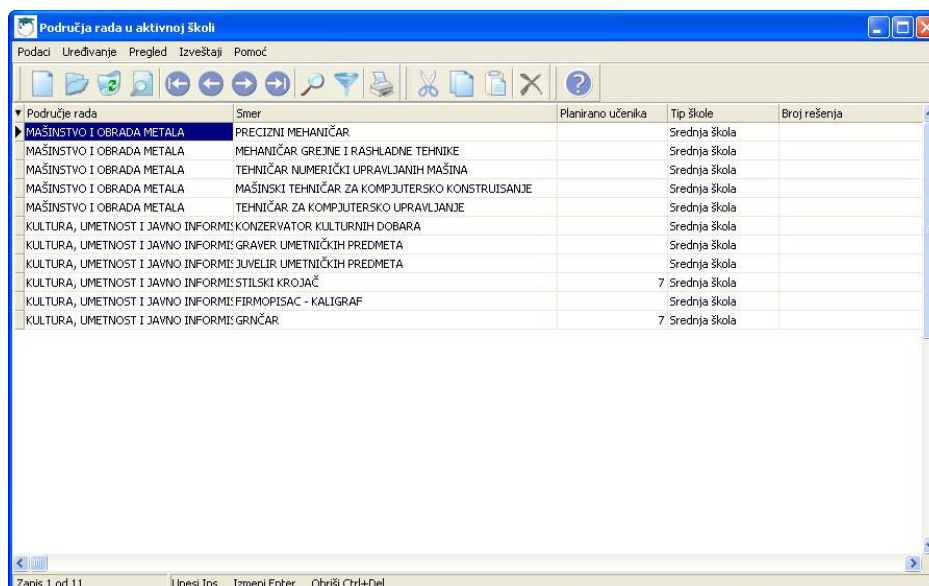 Područja rada u aktivnoj školi
Podaci Uređivanje Pregled Izveštaji Pomoć
Područje rada Smer Planirano učenika Tip škole Broj rešenja
MAŠINSTVO I OBRADA METALA PRECIZNI MEHANIČAR Srednja škola
MAŠINSTVO I OBRADA METALA MEHANIČAR GREJNE I RASHLADNE TEHNIKE Srednja škola
MAŠINSTVO I OBRADA METALA TEHNIČAR NUMERIČKI UPRAVLJANIH MAŠINA Srednja škola
MAŠINSTVO I OBRADA METALA MAŠINSKI TEHNIČAR ZA KOMPJUTERSKO KONSTRUISANJE Srednja škola
MAŠINSTVO I OBRADA METALA TEHNIČAR ZA KOMPJUTERSKO UPRAVLJANJE Srednja škola
KULTURA, UMETNOST I JAVNO INFORMIS KONZERVATOR KULTURNIH DOBARA Srednja škola
KULTURA, UMETNOST I JAVNO INFORMIS GRAVER UMETNIČKIH PREDMETA Srednja škola
KULTURA, UMETNOST I JAVNO INFORMIS JUVELIR UMETNIČKIH PREDMETA Srednja škola
KULTURA, UMETNOST I JAVNO INFORMIS STILSKI KROJAČ 7 Srednja škola
KULTURA, UMETNOST I JAVNO INFORMIS FIRMOPISAC - KALIGRAF Srednja škola
KULTURA, UMETNOST I JAVNO INFORMIS GRNČAR 7 Srednja škola
Zapis 1 od 11 Unesi Ins Izmeni Enter Obriši Ctrl+Del